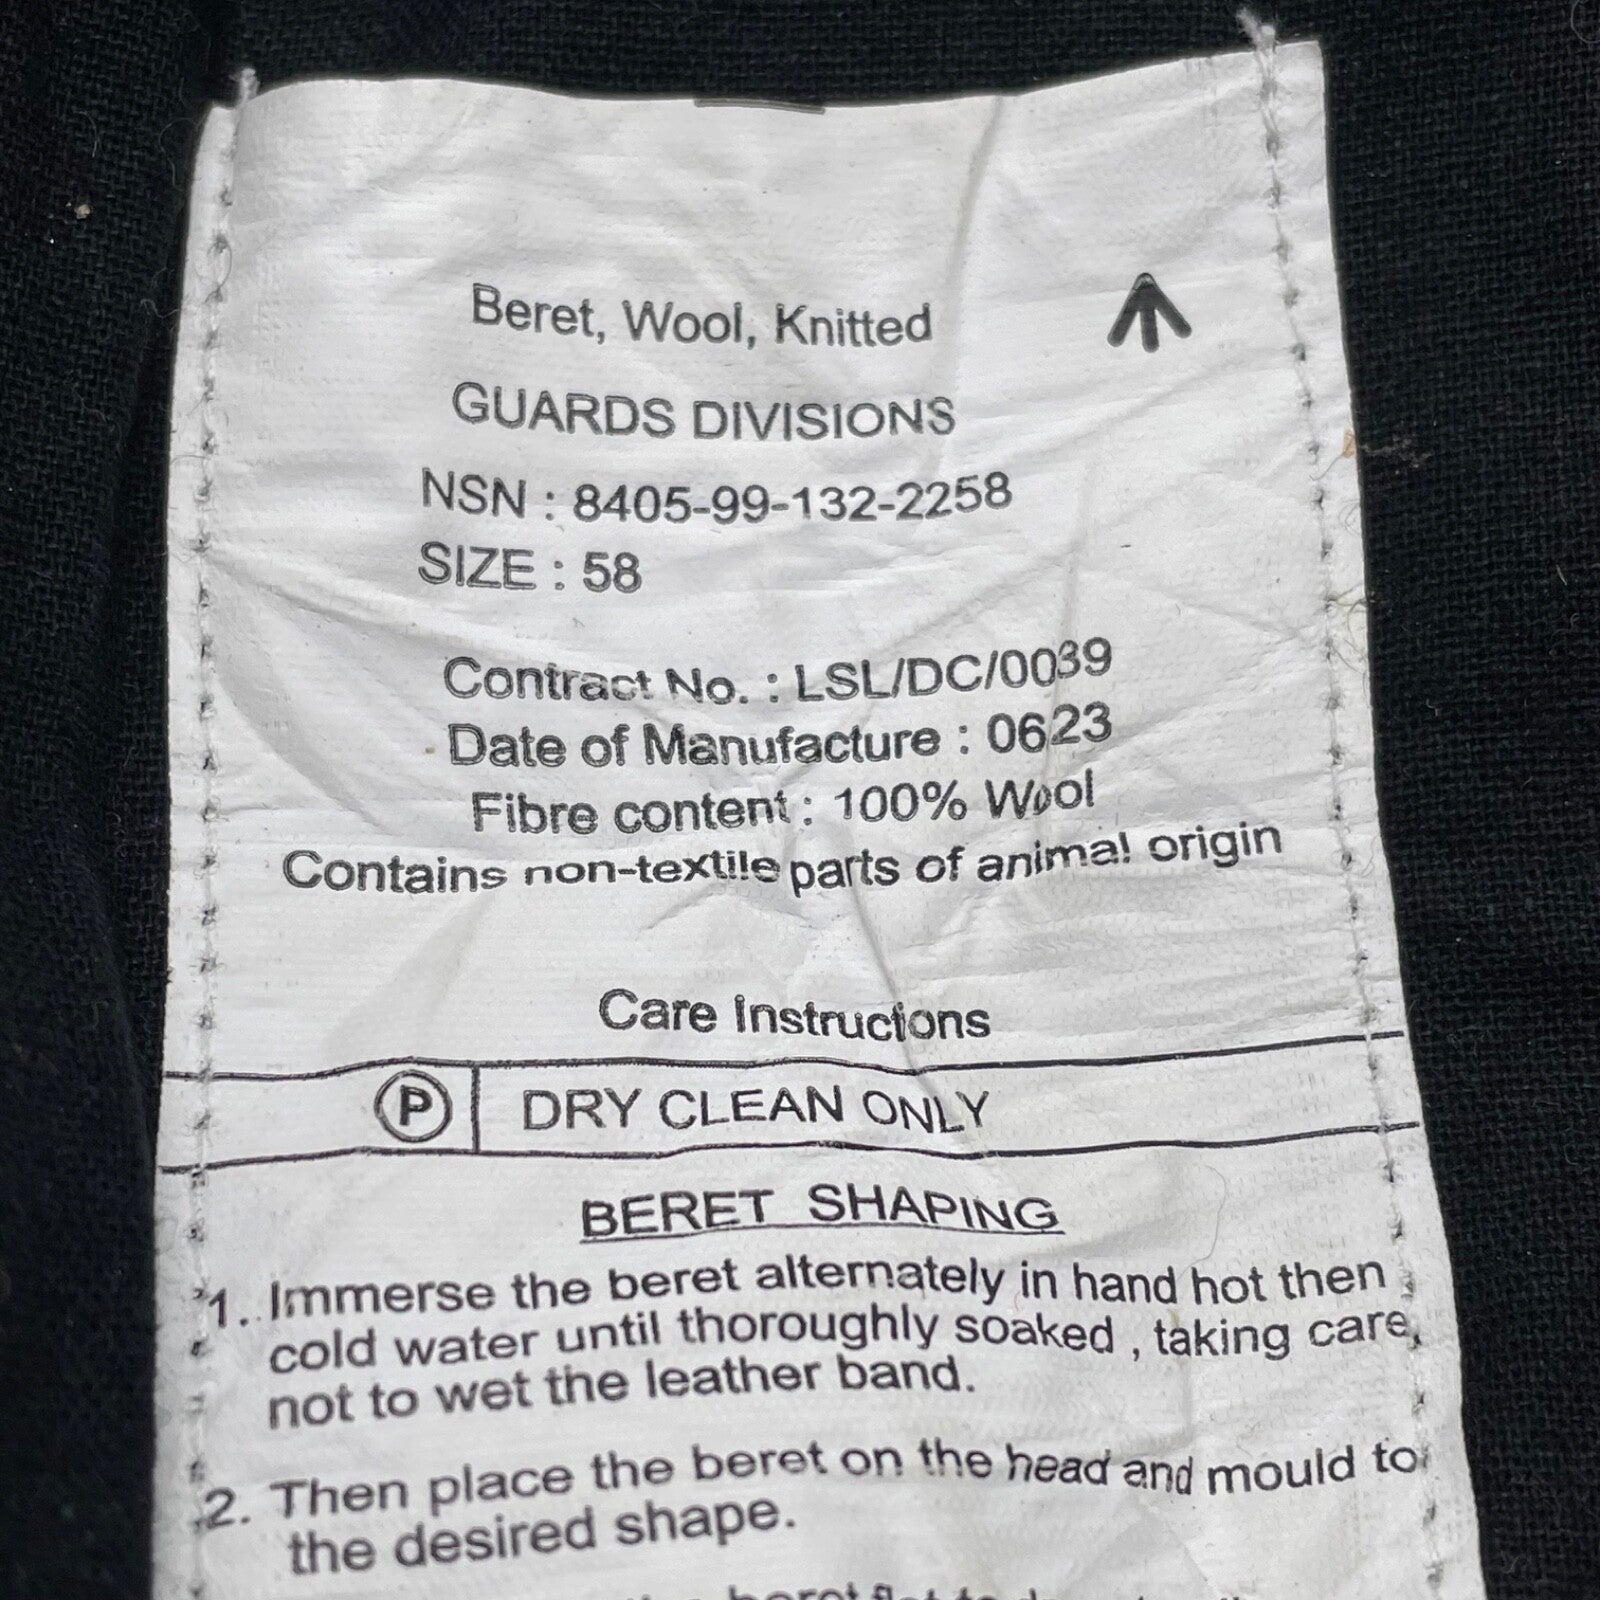 Beret, Wool, Knitted
GUARDS DIVISIONS
NSN : 8405-99-132-2258
SIZE : 58
Contract No. : LSL/DC/0039
Date of Manufacture : 0623
Fibre content : 100% Wool
Contains non-textile parts of animal origin
Care Instructions
P DRY CLEAN ONLY
BERET SHAPING
1. Immerse the beret alternately in hand hot then
cold water until thoroughly soaked , taking care,
not to wet the leather band.
2. Then place the beret on the head and mould to
the desired shape.
beret flat to